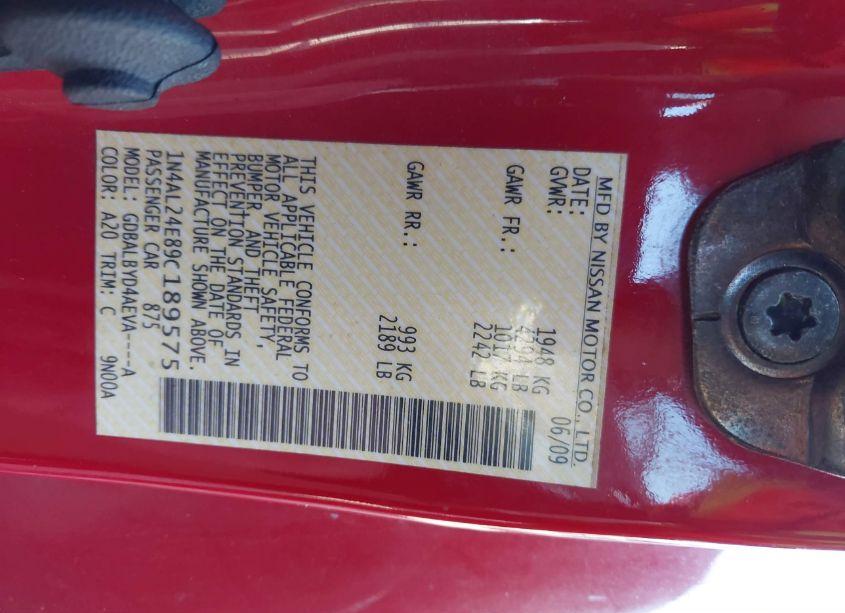 MFD BY NISSAN MOTOR CO., LTD.
DATE: 06/09
GVWR: 1948 KG
4294 LB
GAWR FR.: 1017 KG
2242 LB
GAWR RR.: 993 KG
2189 LB
THIS VEHICLE CONFORMS TO
ALL APPLICABLE FEDERAL
MOTOR VEHICLE SAFETY,
BUMPER, AND THEFT
PREVENTION STANDARDS IN
EFFECT ON THE DATE OF
MANUFACTURE SHOWN ABOVE.
1N4AL24E89C189575
PASSENGER CAR 875
MODEL: GDBALBYD4AEVA----A
COLOR: A20 TRIM: C 9N00A